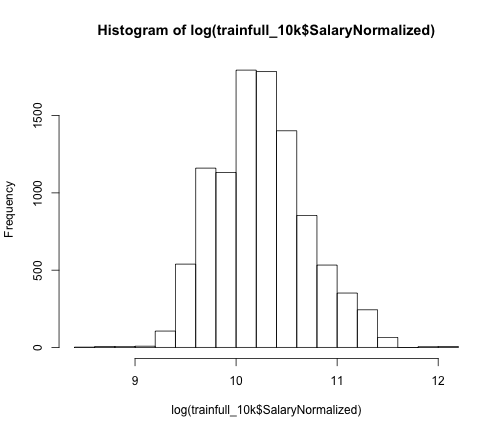 Histogram of log(trainfull_10k$SalaryNormalized)
Frequency
1500
1000
500
0
9 10 11 12
log(trainfull_10k$SalaryNormalized)